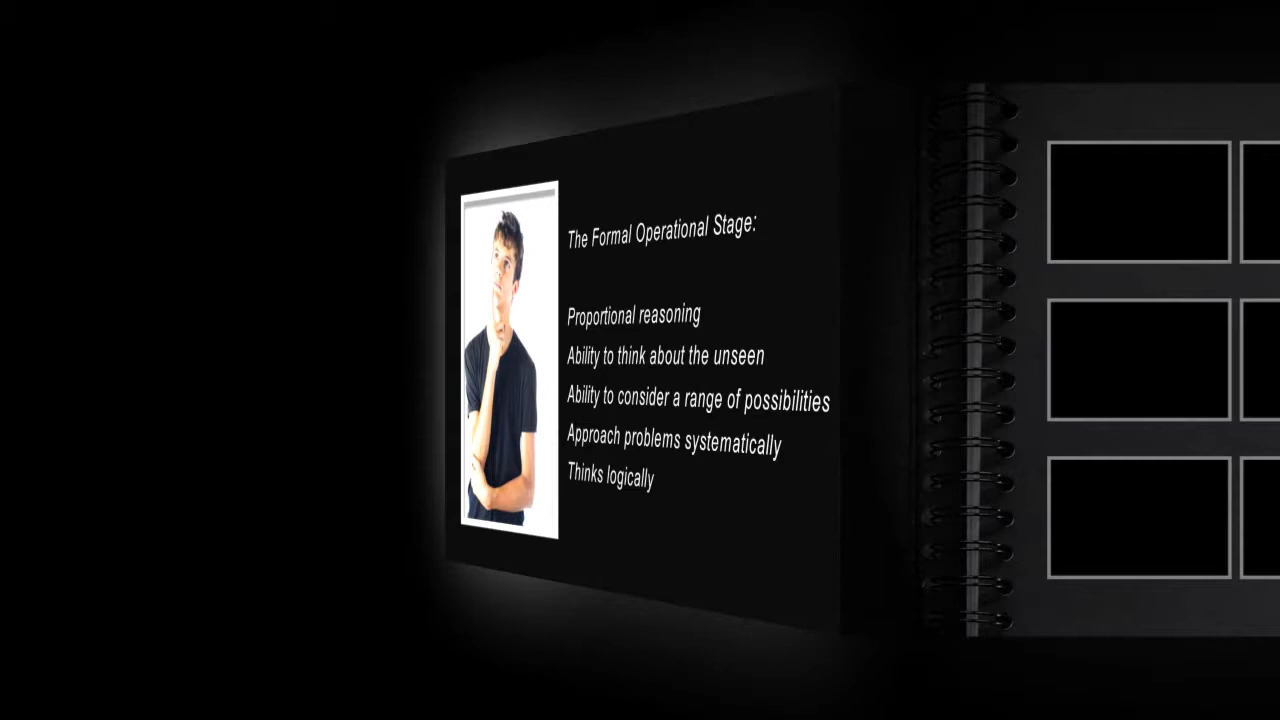 The Formal Operational Stage:
Proportional reasoning
Ability to think about the unseen
Ability to consider a range of possibilities
Approach problems systematically
Thinks logically